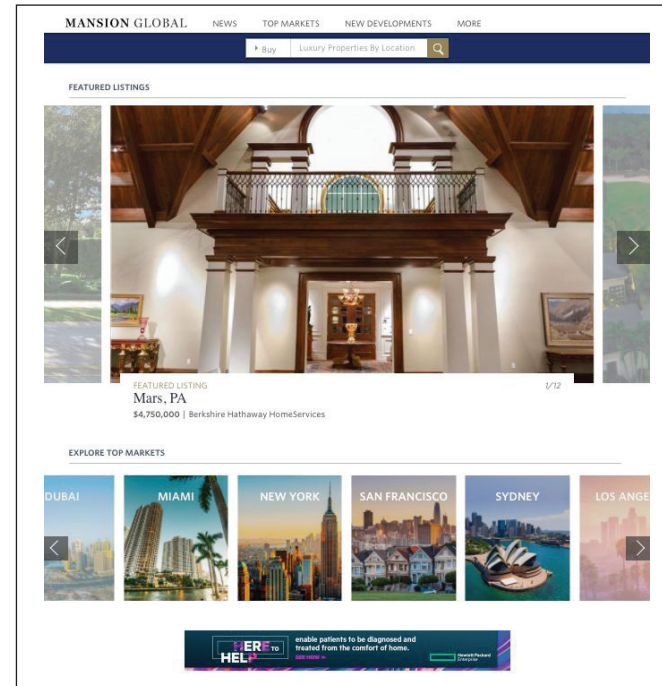 MANSION GLOBAL NEWS TOP MARKETS NEW DEVELOPMENTS MORE
Buy Luxury Properties By Location
FEATURED LISTINGS
FEATURED LISTING 1/12
Mars, PA
$4,750,000 | Berkshire Hathaway HomeServices
EXPLORE TOP MARKETS
DUBAI MIAMI NEW YORK SAN FRANCISCO SYDNEY LOS ANGE
HERE TO
HELP
enable patients to be diagnosed and
treated from the comfort of home.
SEE HOW
Hewlett Packard
Enterprise